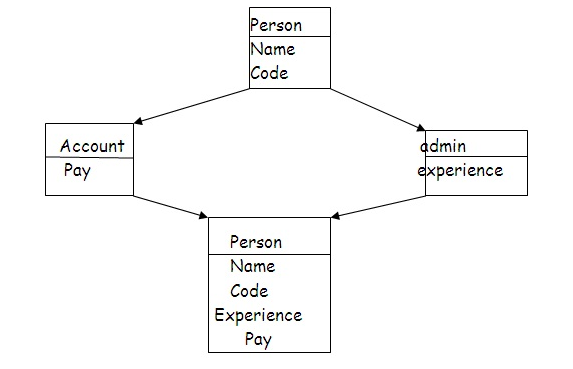 Person
Name
Code
Account
Pay
admin
experience
Person
Name
Code
Experience
Pay